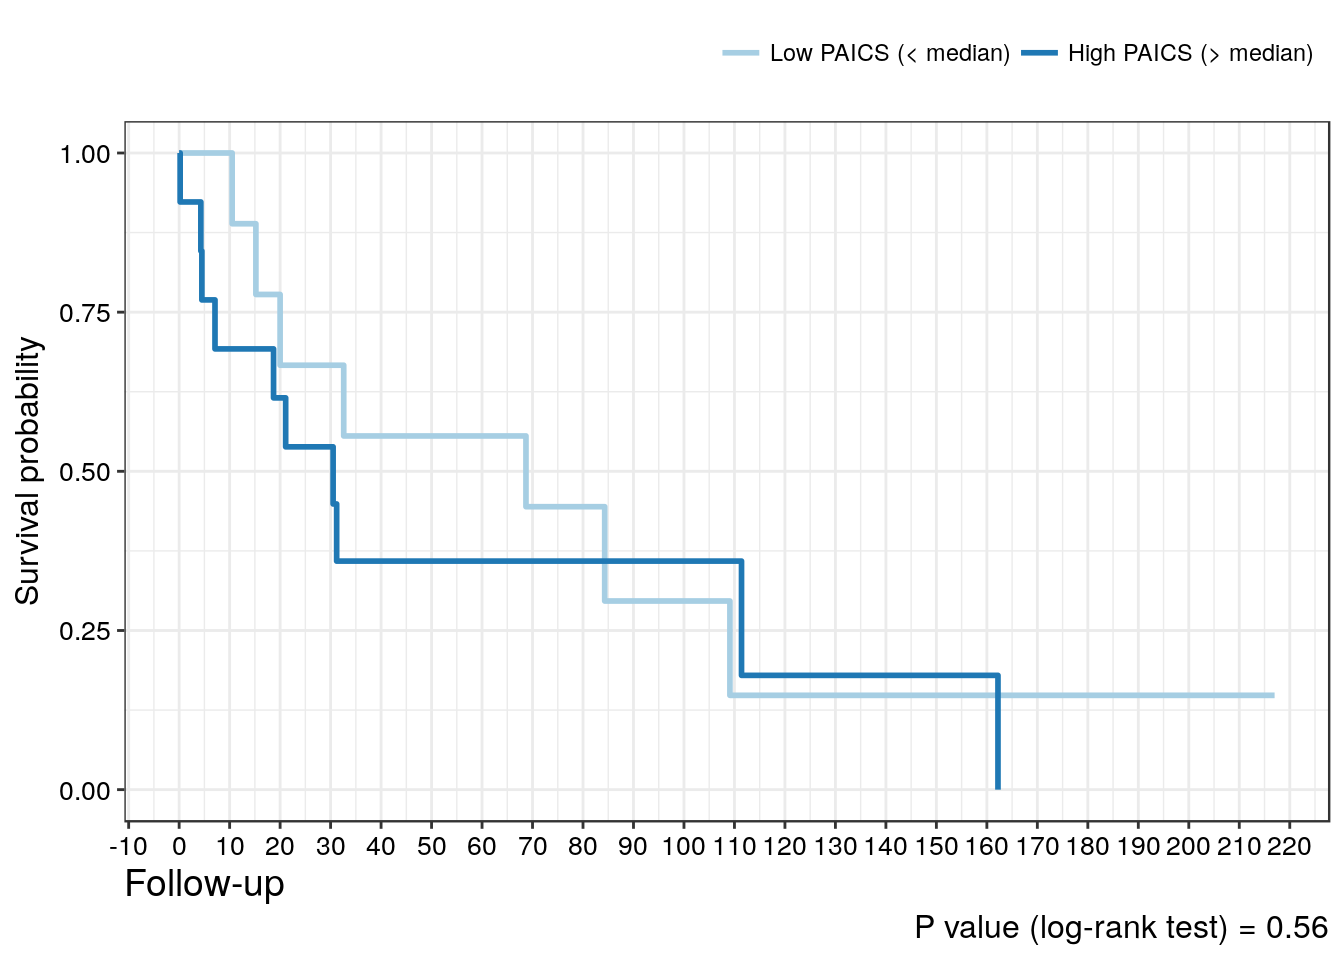 Low PAICS (< median) High PAICS (> median)
1.00
0.75
0.50
0.25
0.00
Survival probability
-10 0 10 20 30 40 50 60 70 80 90 100 110 120 130 140 150 160 170 180 190 200 210 220
Follow-up
P value (log-rank test) = 0.56